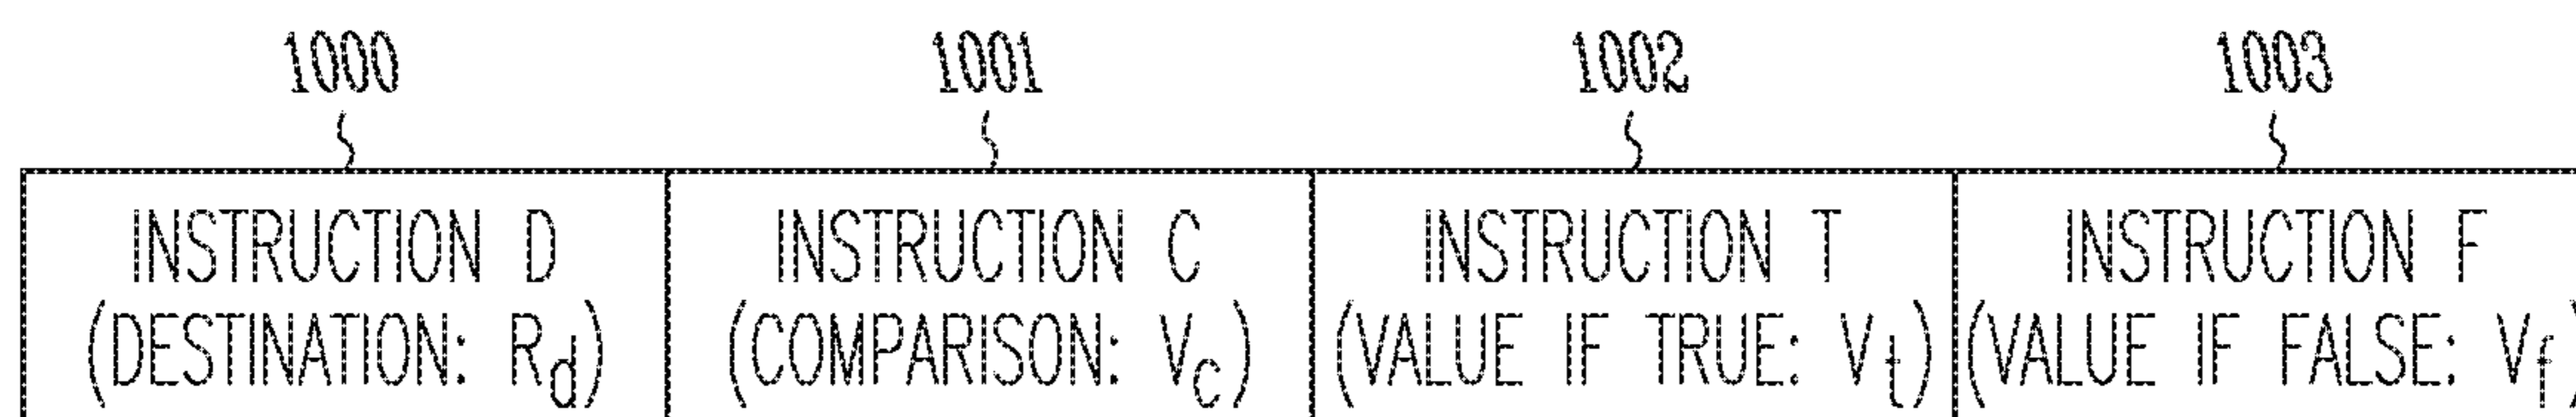 1000 1001 1002 1003
INSTRUCTION D INSTRUCTION C INSTRUCTION T INSTRUCTION F
(DESTINATION: Rd) (COMPARISON: Vc) (VALUE IF TRUE: Vt) (VALUE IF FALSE: Vf)